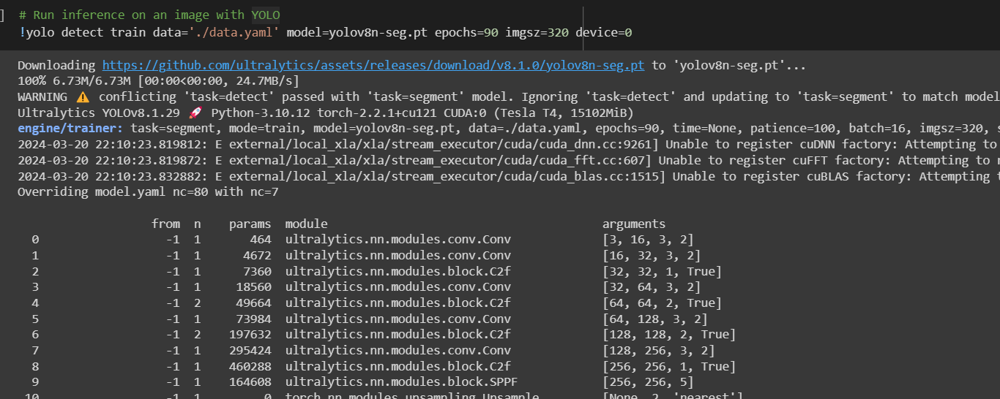 ]
# Run inference on an image with YOLO
!yolo detect train data='./data.yaml' model=yolov8n-seg.pt epochs=90 imgsz=320 device=0
Downloading https://github.com/ultralytics/assets/releases/download/v8.1.0/yolov8n-seg.pt to 'yolov8n-seg.pt'...
100% 6.73M/6.73M [00:00<00:00, 24.7MB/s]
WARNING ⚠️ conflicting 'task=detect' passed with 'task=segment' model. Ignoring 'task=detect' and updating to 'task=segment' to match model
Ultralytics YOLOv8.1.29 🚀 Python-3.10.12 torch-2.2.1+cu121 CUDA:0 (Tesla T4, 15102MiB)
engine/trainer: task=segment, mode=train, model=yolov8n-seg.pt, data=./data.yaml, epochs=90, time=None, patience=100, batch=16, imgsz=320,
2024-03-20 22:10:23.819812: E external/local_xla/xla/stream_executor/cuda/cuda_dnn.cc:9261] Unable to register cuDNN factory: Attempting to
2024-03-20 22:10:23.819872: E external/local_xla/xla/stream_executor/cuda/cuda_fft.cc:607] Unable to register cuFFT factory: Attempting to
2024-03-20 22:10:23.832882: E external/local_xla/xla/stream_executor/cuda/cuda_blas.cc:1515] Unable to register cuBLAS factory: Attempting
Overriding model.yaml nc=80 with nc=7
from n params module arguments
0 -1 1 464 ultralytics.nn.modules.conv.Conv [3, 16, 3, 2]
1 -1 1 4672 ultralytics.nn.modules.conv.Conv [16, 32, 3, 2]
2 -1 1 7360 ultralytics.nn.modules.block.C2f [32, 32, 1, True]
3 -1 1 18560 ultralytics.nn.modules.conv.Conv [32, 64, 3, 2]
4 -1 2 49664 ultralytics.nn.modules.block.C2f [64, 64, 2, True]
5 -1 1 73984 ultralytics.nn.modules.conv.Conv [64, 128, 3, 2]
6 -1 2 197632 ultralytics.nn.modules.block.C2f [128, 128, 2, True]
7 -1 1 295424 ultralytics.nn.modules.conv.Conv [128, 256, 3, 2]
8 -1 1 460288 ultralytics.nn.modules.block.C2f [256, 256, 1, True]
9 -1 1 164608 ultralytics.nn.modules.block.SPPF [256, 256, 5]
10 -1 1 0 torch.nn.modules.upsampling.Upsample [None, 2, 'nearest']